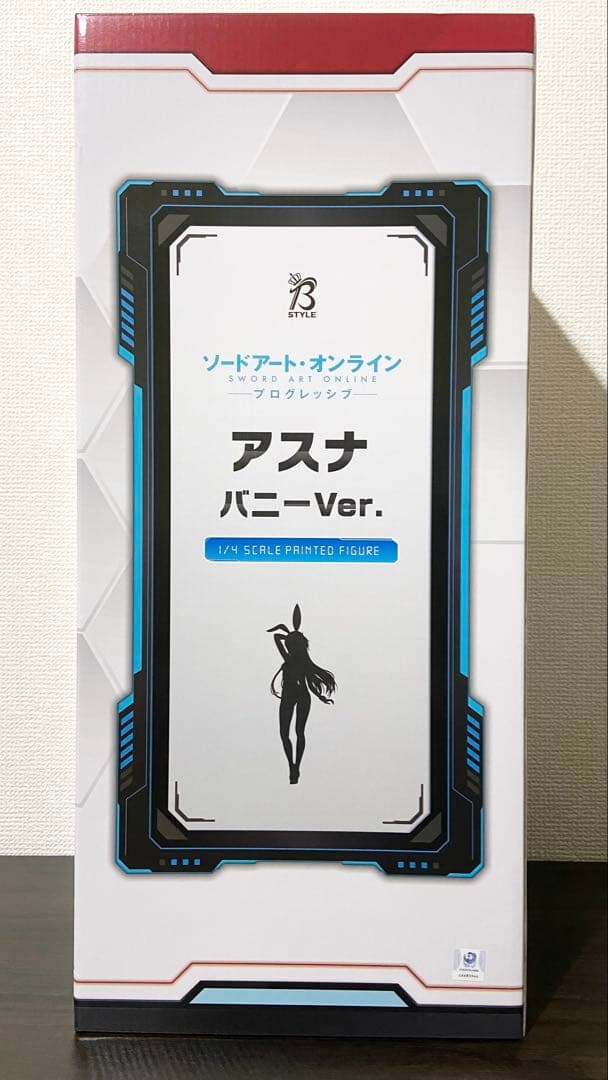 B
STYLE
ソードアート・オンライン
SWORD ART ONLINE
プログレッシブ
アスナ
バニーVer.
1/4 SCALE PAINTED FIGURE